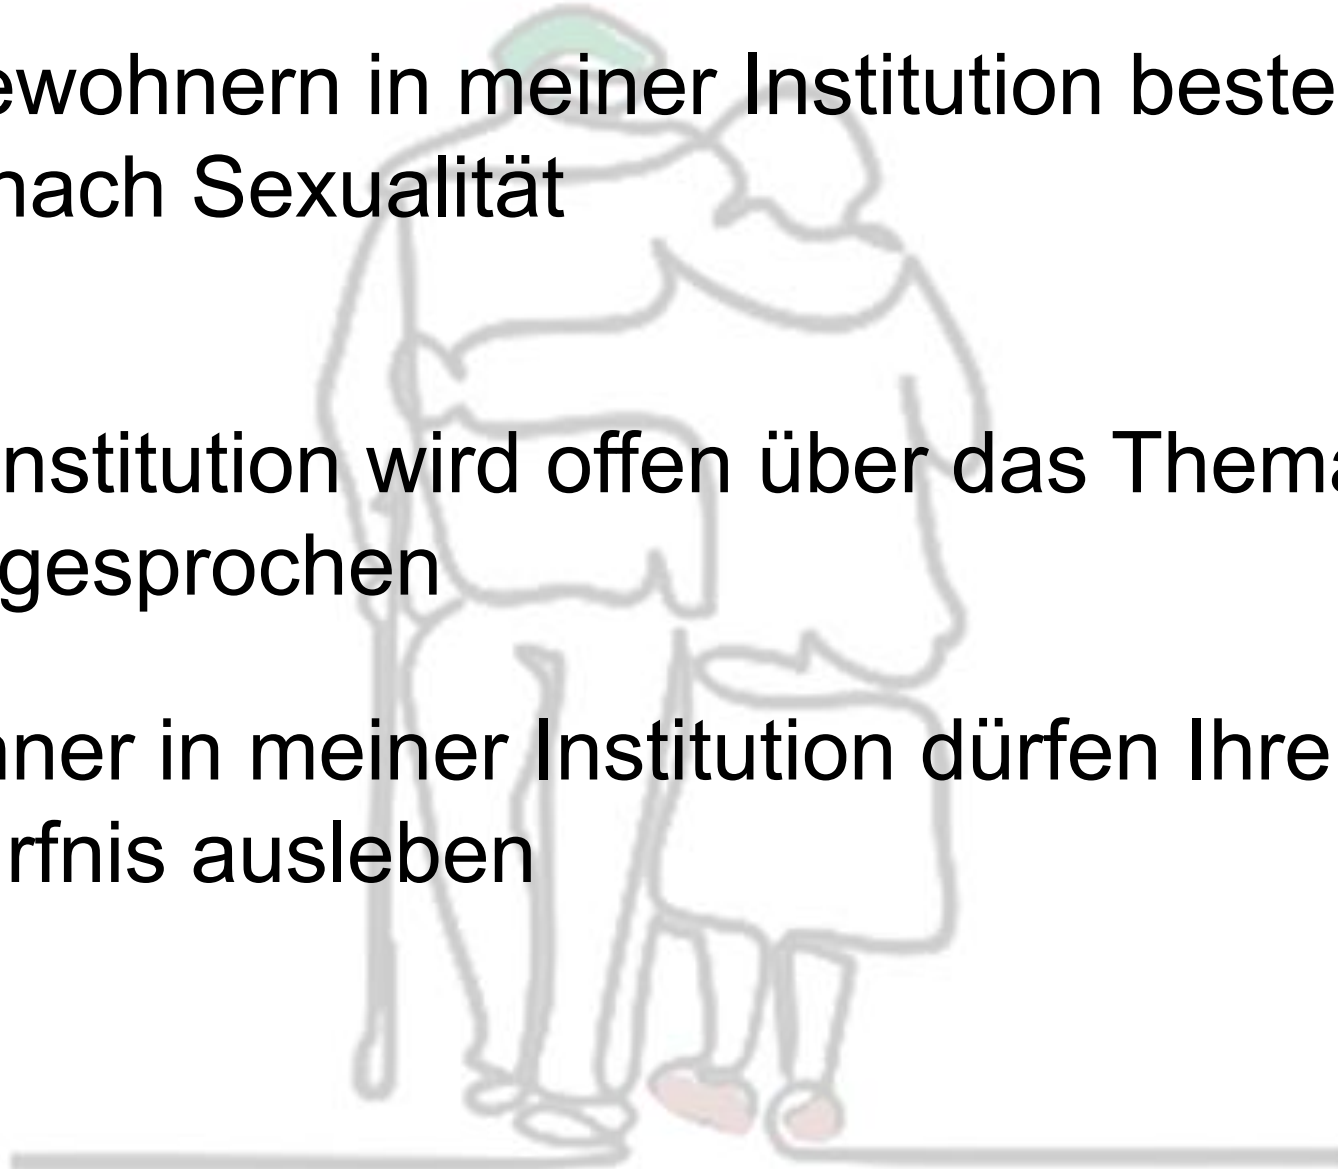 ewohnern in meiner Institution beste
nach Sexualität
nstitution wird offen über das Thema
gesprochen
nner in meiner Institution dürfen Ihre
rfnis ausleben